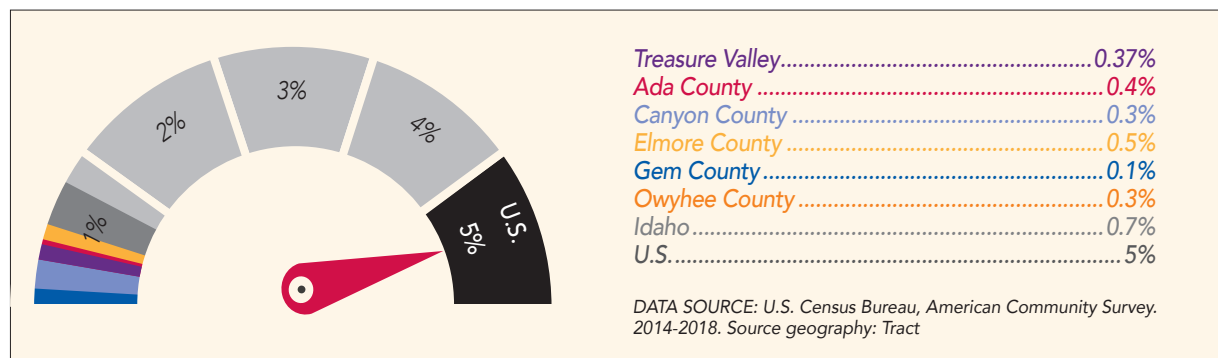 1%
2%
3%
4%
U.S.
5%
Treasure Valley..................................................0.37%
Ada County ........................................................0.4%
Canyon County ..................................................0.3%
Elmore County ...................................................0.5%
Gem County.......................................................0.1%
Owyhee County .................................................0.3%
Idaho ..................................................................0.7%
U.S.........................................................................5%
DATA SOURCE: U.S. Census Bureau, American Community Survey.
2014-2018. Source geography: Tract